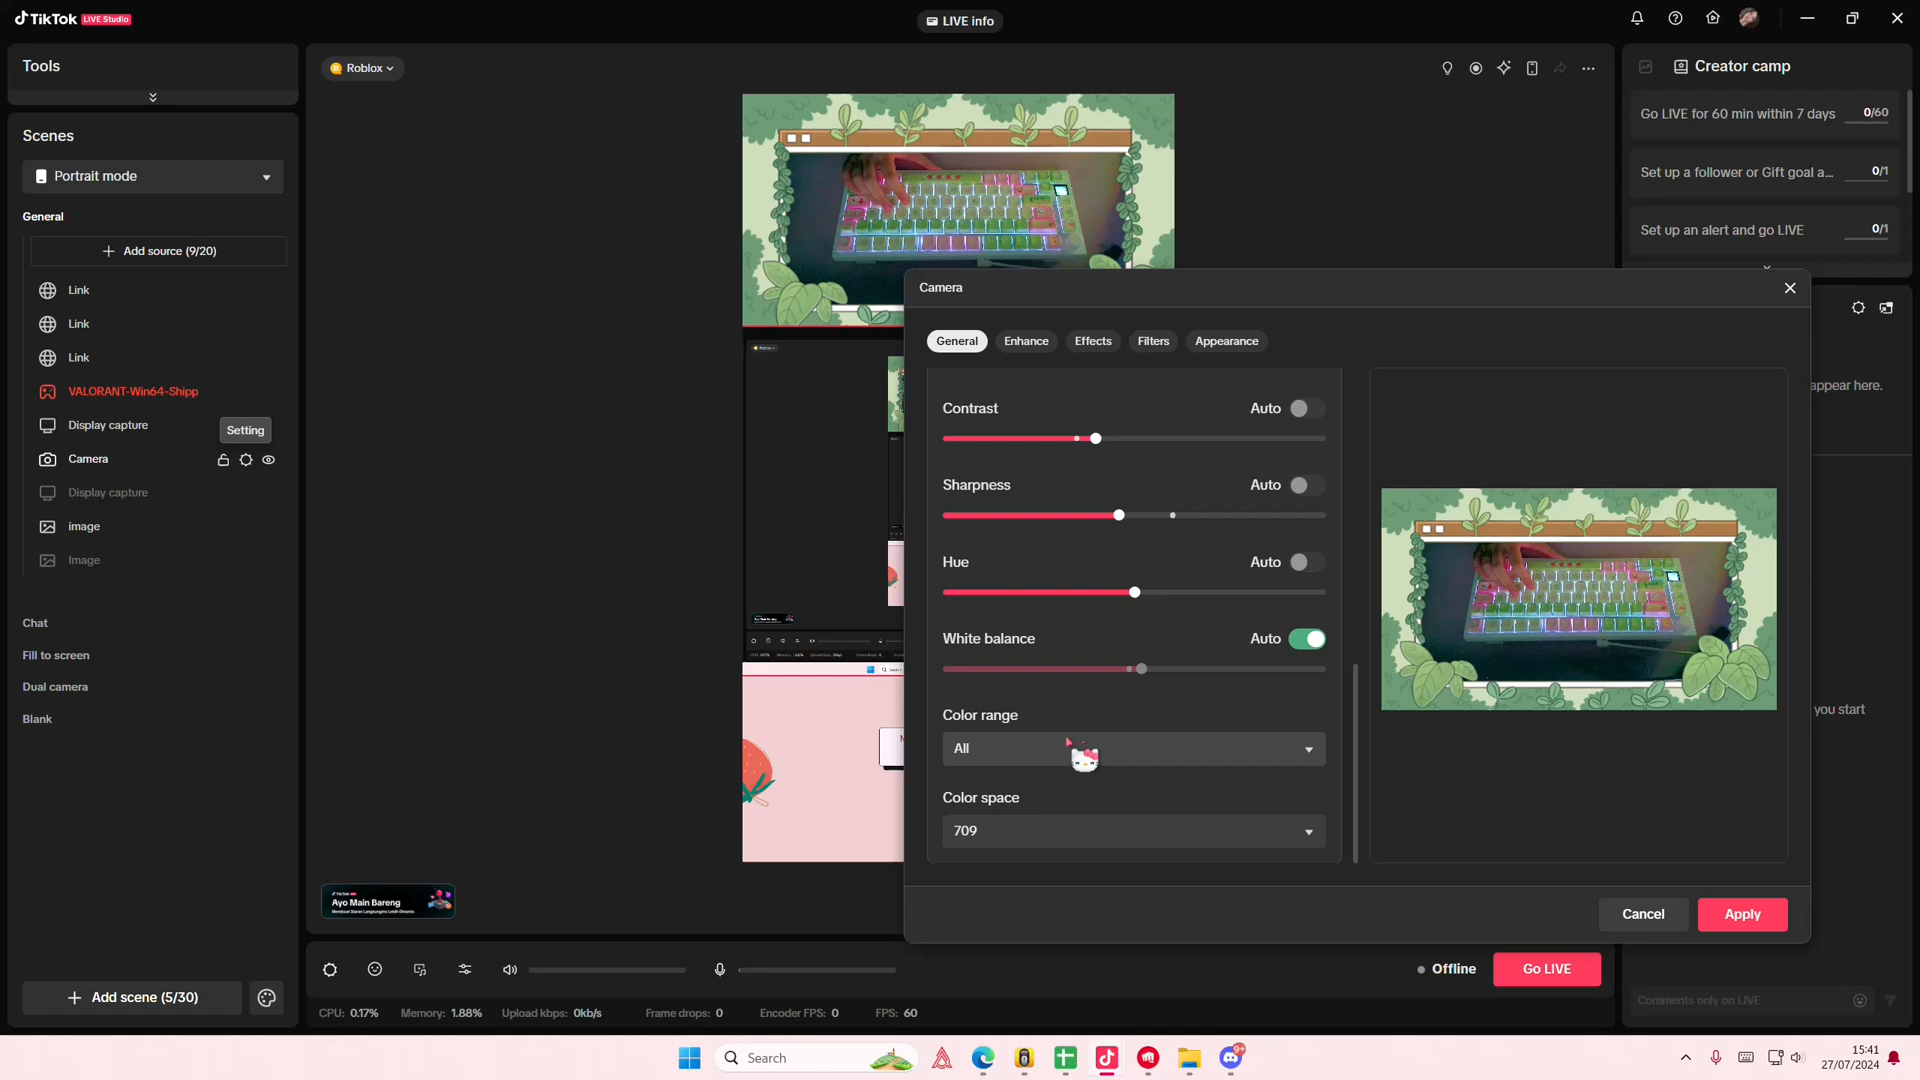 TikTok LIVE Studio
LIVE info
Tools
Scenes
Portrait mode
General
Add source (9/20)
Link
Link
Link
VALORANT-Win64-Shipp
Display capture
Setting
Camera
Display capture
image
Image
Chat
Fill to screen
Dual camera
Blank
Add scene (5/30)
Roblox
Ayo Main Bareng
Camera
General
Enhance
Effects
Filters
Appearance
Contrast
Auto
Sharpness
Auto
Hue
Auto
White balance
Auto
Color range
All
Color space
709
Cancel
Apply
Offline
Go LIVE
CPU: 0.17%
Memory: 1.88%
Upload kbps: 0kb/s
Frame drops: 0
Encoder FPS: 0
FPS: 60
Creator camp
Go LIVE for 60 min within 7 days 0/60
Set up a follower or Gift goal a... 0/1
Set up an alert and go LIVE 0/1
appear here.
you start
Comments only on LIVE
Search
9+
15:41
27/07/2024